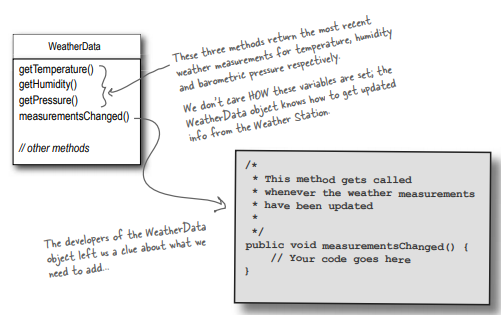 WeatherData
getTemperature()
getHumidity()
getPressure()
measurementsChanged()
// other methods
These three methods return the most recent
weather measurements for temperature, humidity
and barometric pressure respectively.
We don't care HOW these variables are set; the
WeatherData object knows how to get updated
info from the Weather Station.
The developers of the WeatherData
object left us a clue about what we
need to add...
/*
* This method gets called
* whenever the weather measurements
* have been updated
*
*/
public void measurementsChanged() {
// Your code goes here
}